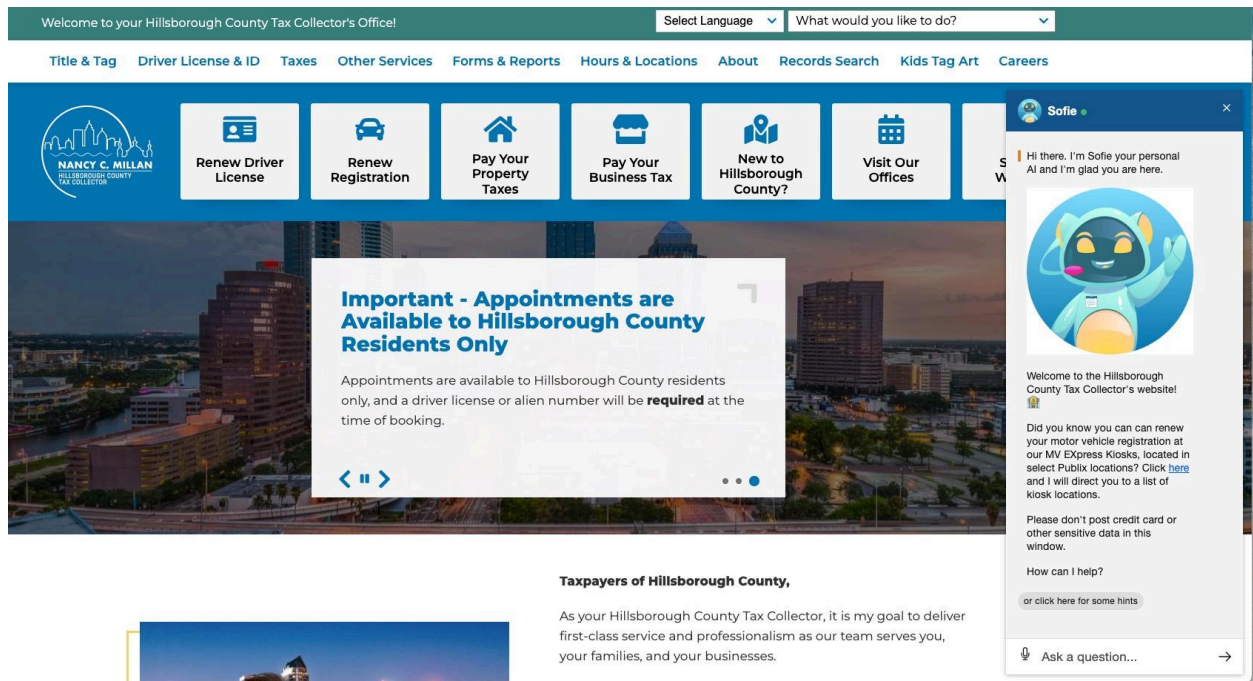 Welcome to your Hillsborough County Tax Collector's Office!
Select Language
What would you like to do?
Title & Tag
Driver License & ID
Taxes
Other Services
Forms & Reports
Hours & Locations
About
Records Search
Kids Tag Art
Careers
NANCY C. MILLAN
HILLSBOROUGH COUNTY
TAX COLLECTOR
Renew Driver
License
Renew
Registration
Pay Your
Property
Taxes
Pay Your
Business Tax
New to
Hillsborough
County?
Visit Our
Offices
Important - Appointments are
Available to Hillsborough County
Residents Only
Appointments are available to Hillsborough County residents
only, and a driver license or alien number will be required at the
time of booking.
Taxpayers of Hillsborough County,
As your Hillsborough County Tax Collector, it is my goal to deliver
first-class service and professionalism as our team serves you,
your families, and your businesses.
Sofie
Hi there. I'm Sofie your personal
AI and I'm glad you are here.
Welcome to the Hillsborough
County Tax Collector's website!
Did you know you can can renew
your motor vehicle registration at
our MV EXpress Kiosks, located in
select Publix locations? Click here
and I will direct you to a list of
kiosk locations.
Please don't post credit card or
other sensitive data in this
window.
How can I help?
or click here for some hints
Ask a question...